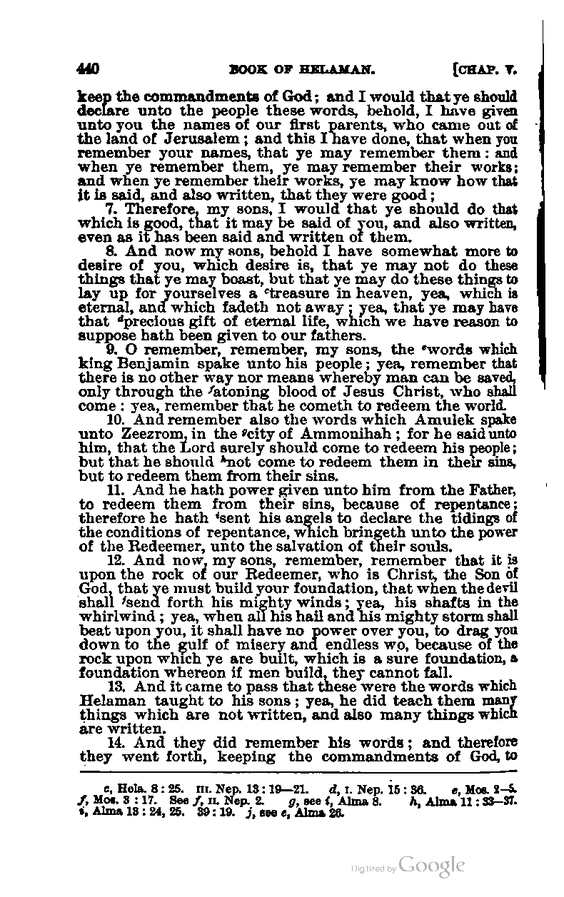 440 BOOK OF HELAMAN. [CHAP. V.
keep the commandments of God; and I would that ye should
declare unto the people these words, behold, I have given
unto you the names of our first parents, who came out of
the land of Jerusalem; and this I have done, that when you
remember your names, that ye may remember them: and
when ye remember them, ye may remember their works;
and when ye remember their works, ye may know how that
it is said, and also written, that they were good;
7. Therefore, my sons, I would that ye should do that
which is good, that it may be said of you, and also written,
even as it has been said and written of them.
8. And now my sons, behold I have somewhat more to
desire of you, which desire is, that ye may not do these
things that ye may boast, but that ye may do these things to
lay up for yourselves a ctreasure in heaven, yea, which is
eternal, and which fadeth not away; yea, that ye may have
that dprecious gift of eternal life, which we have reason to
suppose hath been given to our fathers.
9. O remember, remember, my sons, the ewords which
king Benjamin spake unto his people; yea, remember that
there is no other way nor means whereby man can be saved,
only through the fatoning blood of Jesus Christ, who shall
come: yea, remember that he cometh to redeem the world.
10. And remember also the words which Amulek spake
unto Zeezrom, in the gcity of Ammonihah; for he said unto
him, that the Lord surely should come to redeem his people;
but that he should hnot come to redeem them in their sins,
but to redeem them from their sins.
11. And he hath power given unto him from the Father,
to redeem them from their sins, because of repentance;
therefore he hath isent his angels to declare the tidings of
the conditions of repentance, which bringeth unto the power
of the Redeemer, unto the salvation of their souls.
12. And now, my sons, remember, remember that it is
upon the rock of our Redeemer, who is Christ, the Son of
God, that ye must build your foundation, that when the devil
shall jsend forth his mighty winds; yea, his shafts in the
whirlwind; yea, when all his hail and his mighty storm shall
beat upon you, it shall have no power over you, to drag you
down to the gulf of misery and endless wo, because of the
rock upon which ye are built, which is a sure foundation, a
foundation whereon if men build, they cannot fall.
13. And it came to pass that these were the words which
Helaman taught to his sons; yea, he did teach them many
things which are not written, and also many things which
are written.
14. And they did remember his words; and therefore
they went forth, keeping the commandments of God, to
c, Hela. 8:25. III. Nep. 13:19—21. d, I. Nep. 15:36. e, Mos. 2—5.
f, Mos. 3:17. See f, II. Nep. 2. g, see i, Alma 8. h, Alma 11:33—37.
i, Alma 13:24, 25. 39:19. j, see e, Alma 26.
Digitized by Google